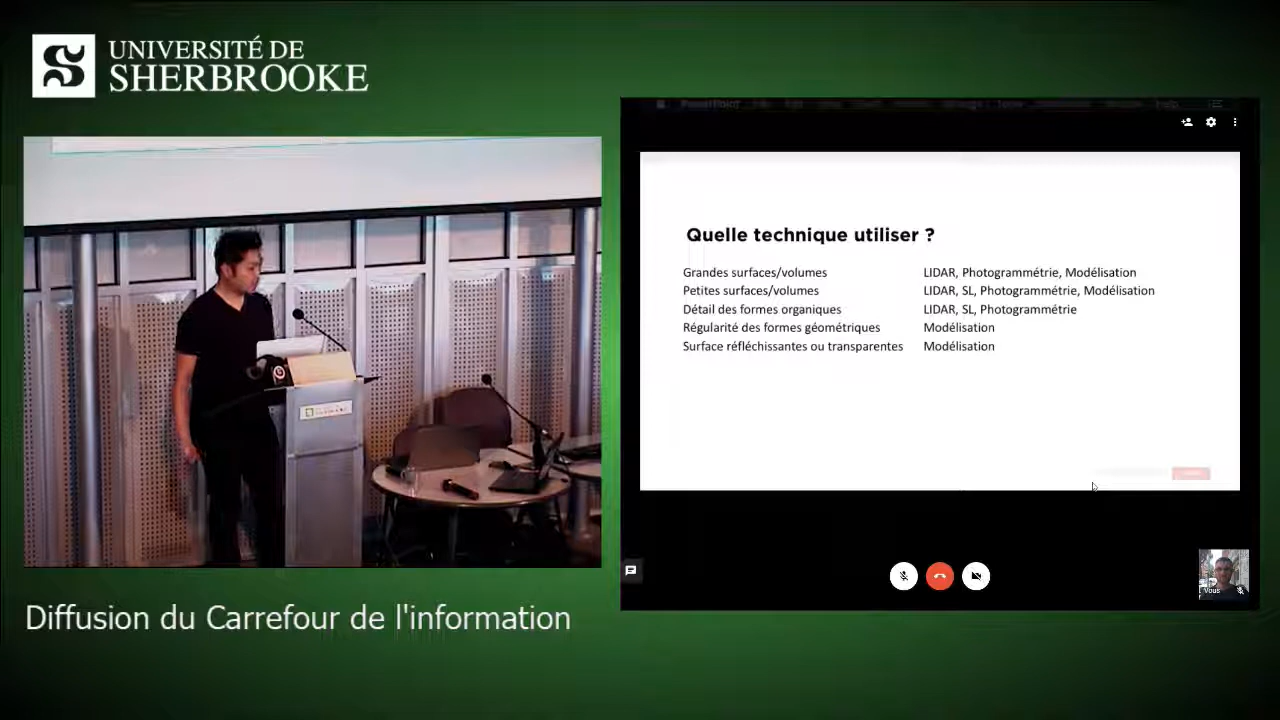 UNIVERSITÉ DE
SHERBROOKE
PowerPoint
Quelle technique utiliser ?
Grandes surfaces/volumes LIDAR, Photogrammétrie, Modélisation
Petites surfaces/volumes LIDAR, SL, Photogrammétrie, Modélisation
Détail des formes organiques LIDAR, SL, Photogrammétrie
Régularité des formes géométriques Modélisation
Surface réfléchissantes ou transparentes Modélisation
Vous
Diffusion du Carrefour de l'information